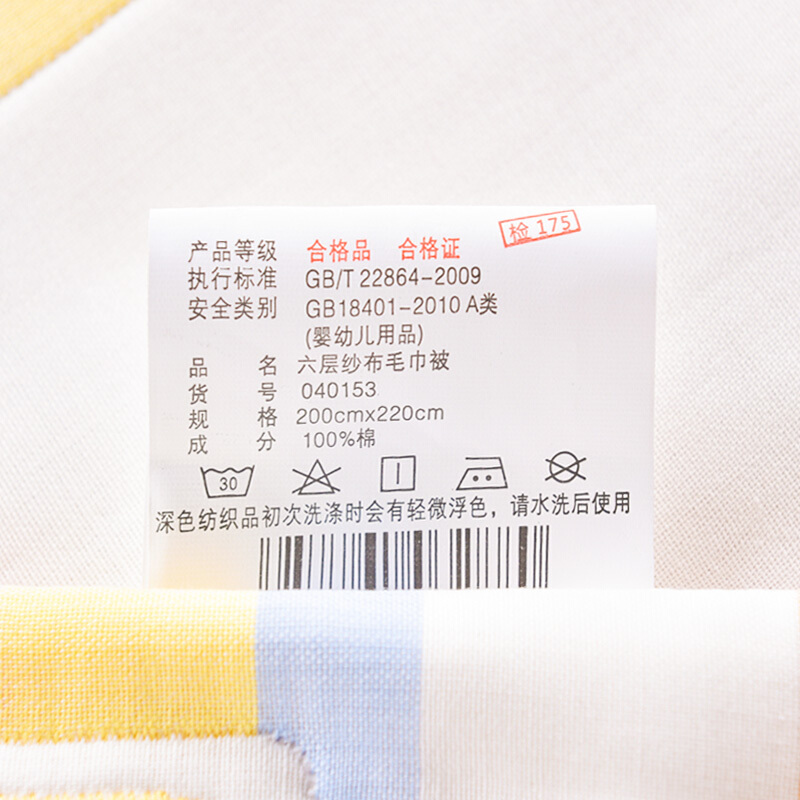 检 175
产品等级 合格品 合格证
执行标准 GB/T 22864-2009
安全类别 GB18401-2010 A类
(婴幼儿用品)
品 名 六层纱布毛巾被
货 号 040153
规 格 200cmx220cm
成 分 100%棉
30
深色纺织品初次洗涤时会有轻微浮色，请水洗后使用